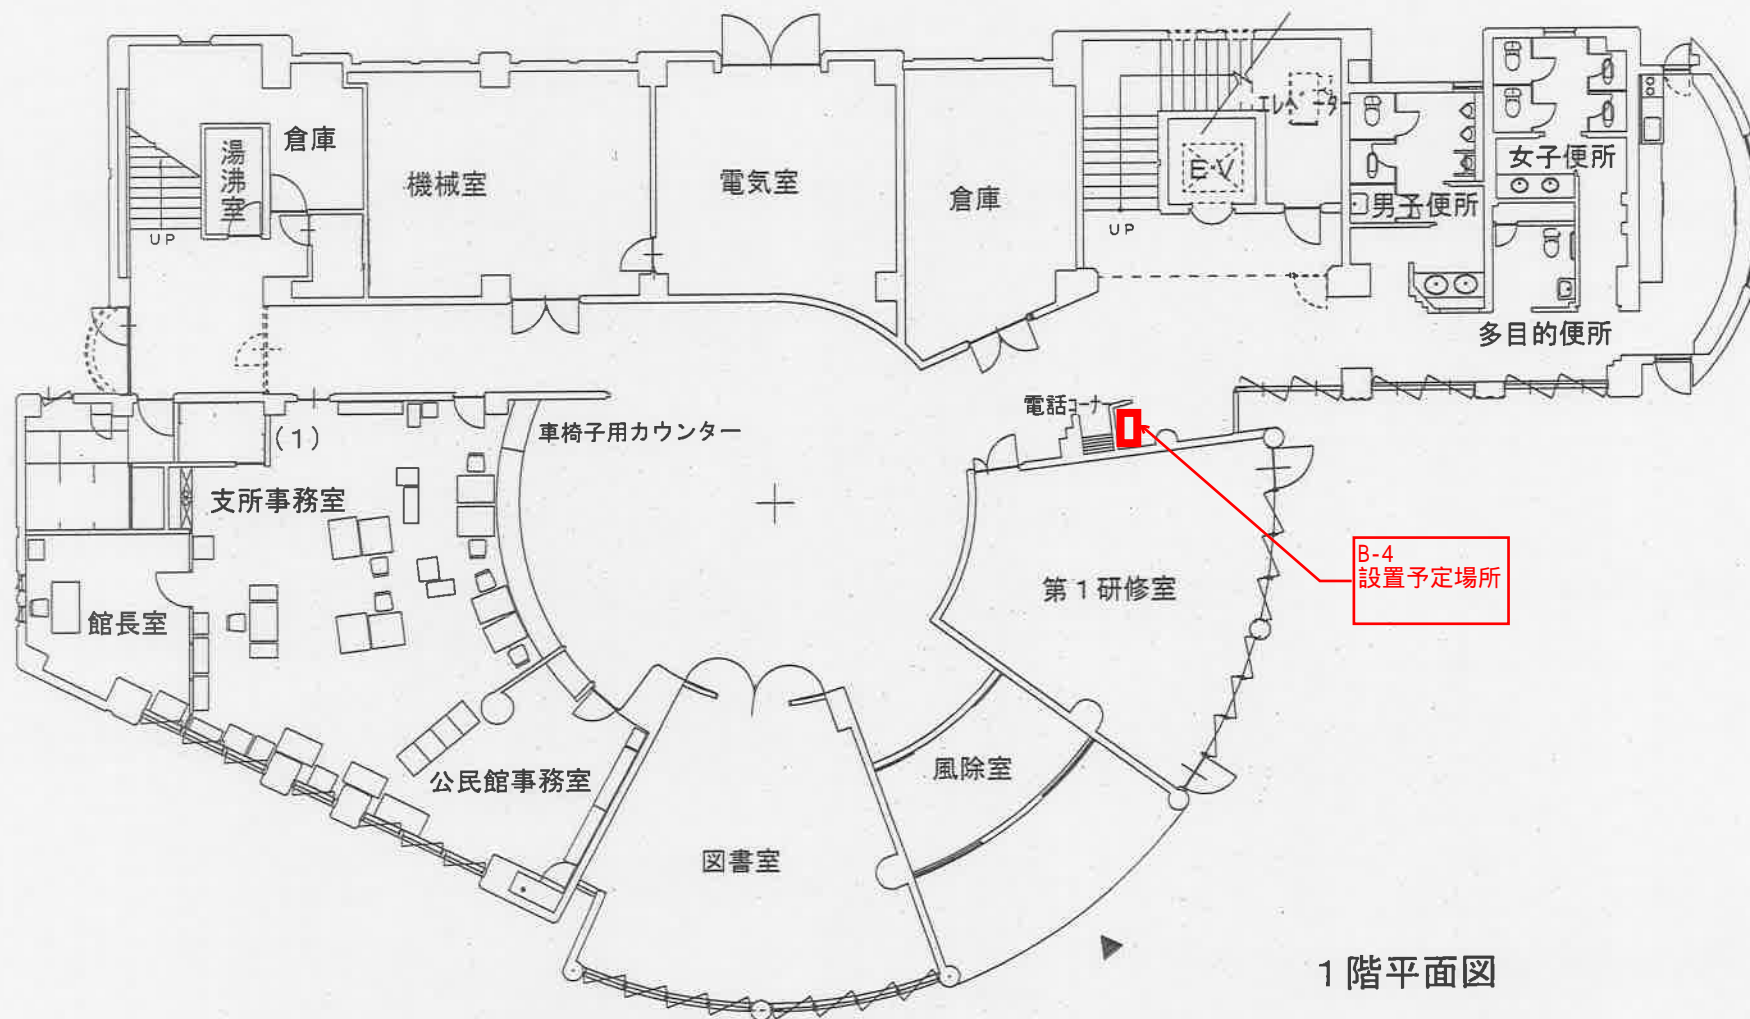 エレベーター
倉庫
湯沸室
女子便所
機械室
電気室
E·V
倉庫
男子便所
UP
UP
多目的便所
電話コーナー
車椅子用カウンター
(1)
支所事務室
B-4
設置予定場所
第1研修室
館長室
風除室
公民館事務室
図書室
1階平面図